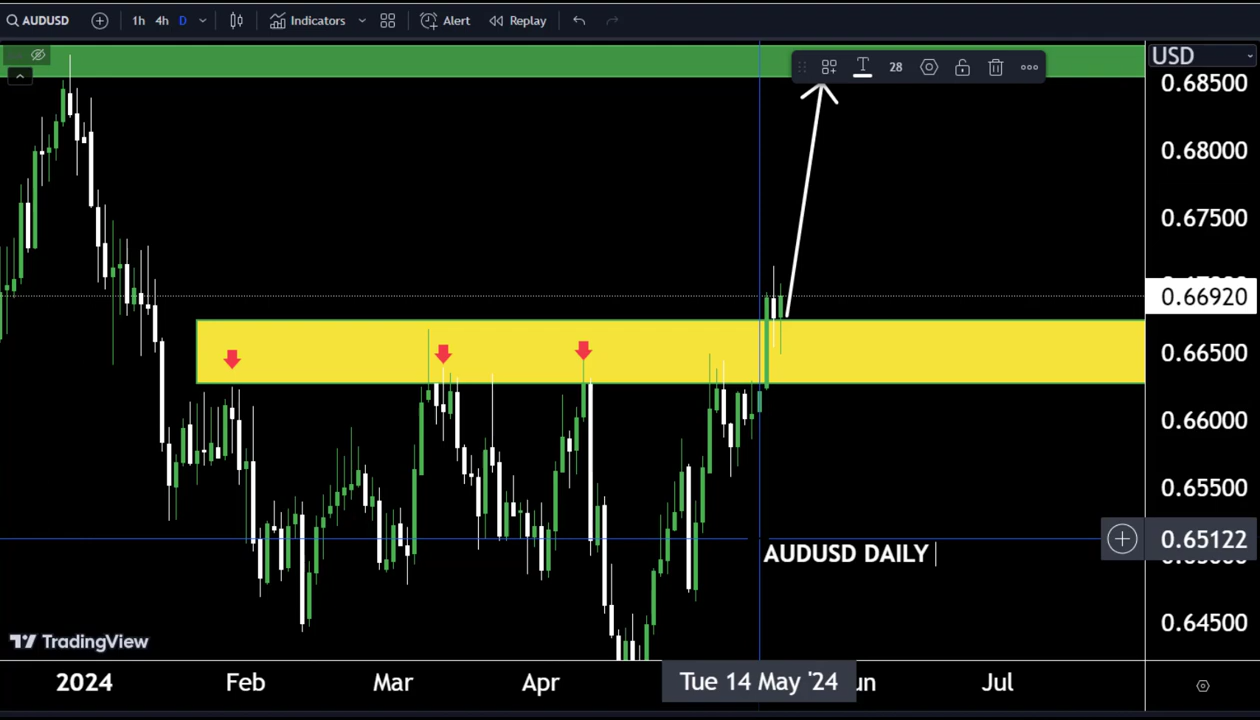 AUDUSD 1h 4h D Indicators Alert Replay
28
USD
0.68500
0.68000
0.67500
0.66920
0.66500
0.66000
0.65500
0.65122
AUDUSD DAILY
0.64500
TradingView
2024 Feb Mar Apr Tue 14 May '24 un Jul